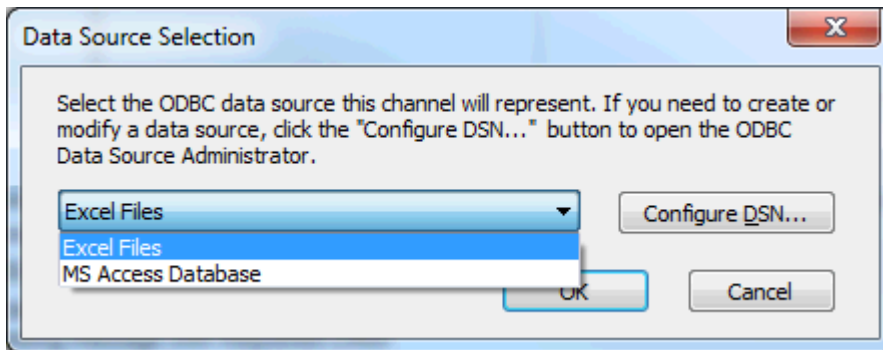 Data Source Selection
Select the ODBC data source this channel will represent. If you need to create or
modify a data source, click the "Configure DSN..." button to open the ODBC
Data Source Administrator.
Excel Files
Configure DSN...
Excel Files
MS Access Database
OK
Cancel